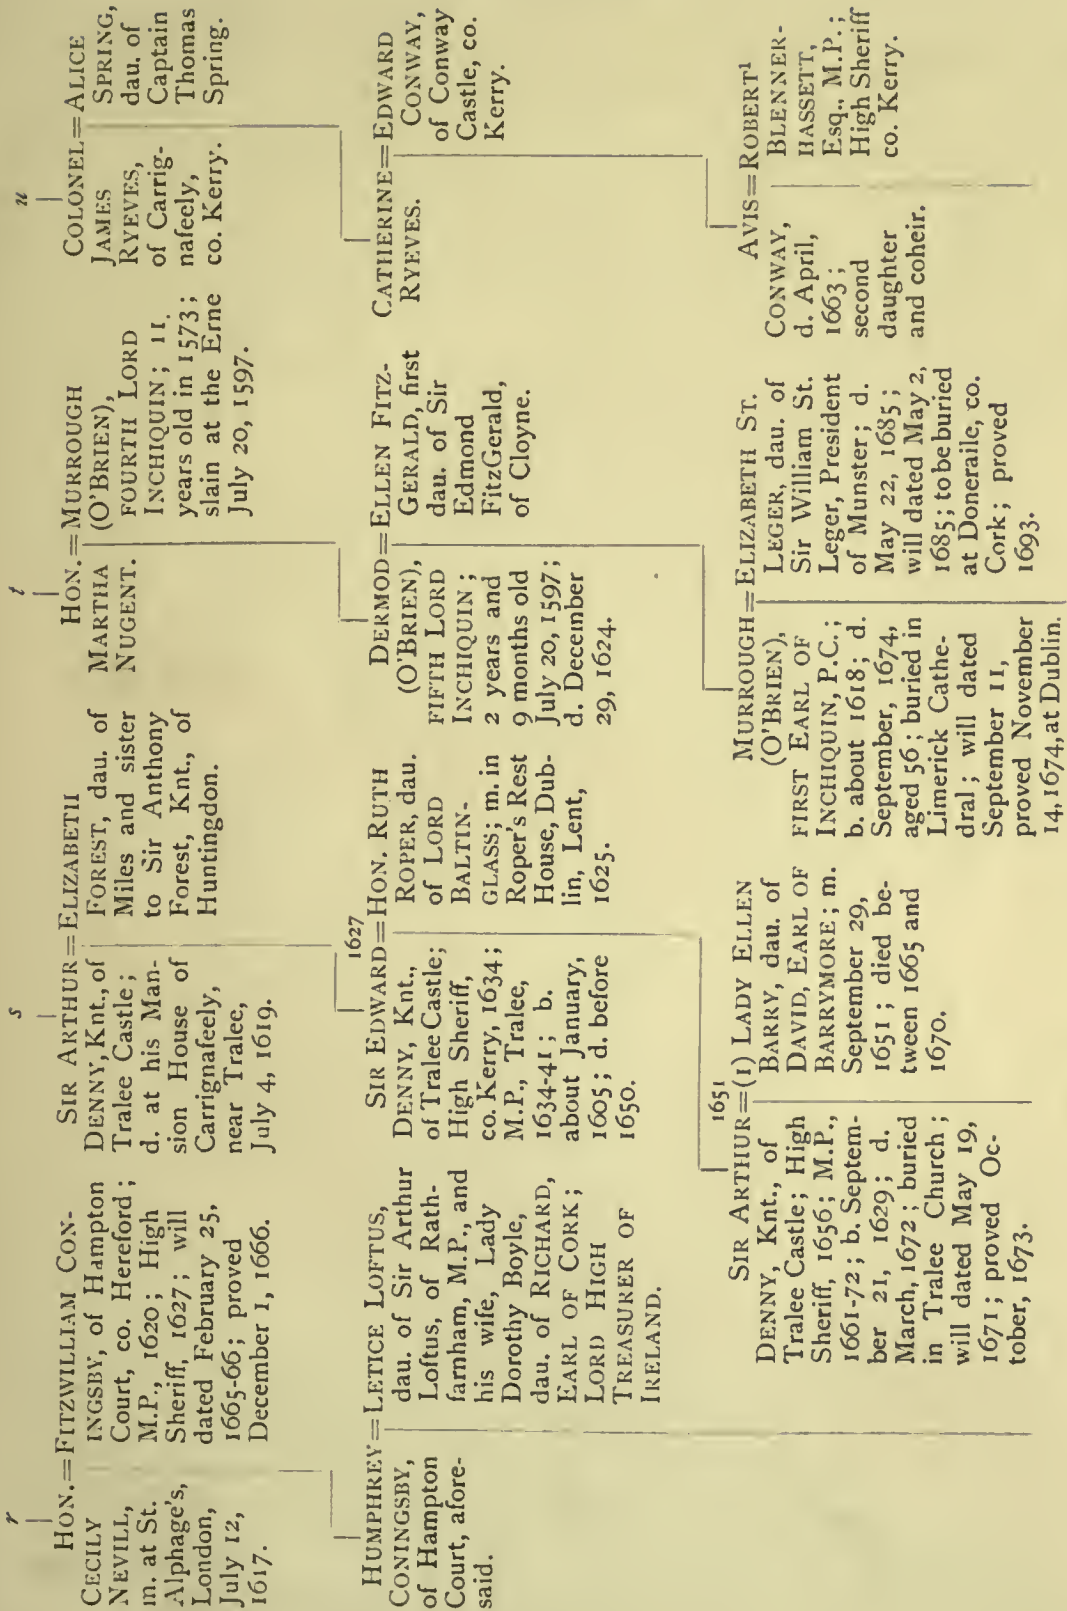 r
HON.=FITZWILLIAM CON-
CECILY
NEVILL,
m. at St.
Alphage's,
London,
July 12,
1617.
INGSBY, of Hampton
Court, co. Hereford;
M.P., 1620; High
Sheriff, 1627; will
dated February 25,
1665-66; proved
December 1, 1666.
HUMPHREY=LETICE LOFTUS,
CONINGSBY,
of Hampton
Court, afore-
said.
dau. of Sir Arthur
Loftus, of Rath-
farnham, M.P., and
his wife, Lady
Dorothy Boyle,
dau. of RICHARD,
EARL OF CORK;
LORD HIGH
TREASURER OF
IRELAND.
s
SIR ARTHUR=ELIZABETH
DENNY, Knt., of
Tralee Castle;
d. at his Man-
sion House of
Carrignafeely,
near Tralee,
July 4, 1619.
FOREST, dau. of
Miles and sister
to Sir Anthony
Forest, Knt., of
Huntingdon.
1627
SIR EDWARD=HON. RUTH
DENNY, Knt.,
of Tralee Castle;
High Sheriff,
co. Kerry, 1634;
M.P., Tralee,
1634-41; b.
about January,
1605; d. before
1650.
ROPER, dau.
of LORD
BALTIN-
GLASS; m. in
Roper's Rest
House, Dub-
lin, Lent,
1625.
1651
SIR ARTHUR=(1) LADY ELLEN
DENNY, Knt., of
Tralee Castle; High
Sheriff, 1656; M.P.,
1661-72; b. Septem-
ber 21, 1629; d.
March, 1672; buried
in Tralee Church;
will dated May 19,
1671; proved Oc-
tober, 1673.
BARRY, dau. of
DAVID, EARL OF
BARRYMORE; m.
September 29,
1651; died be-
tween 1665 and
1670.
t
HON.=MURROUGH
MARTHA
NUGENT.
(O'BRIEN),
FOURTH LORD
INCHIQUIN; 11
years old in 1573;
slain at the Erne
July 20, 1597.
DERMOD=ELLEN FITZ-
(O'BRIEN),
FIFTH LORD
INCHIQUIN;
2 years and
9 months old
July 20, 1597;
d. December
29, 1624.
GERALD, first
dau. of Sir
Edmond
FitzGerald,
of Cloyne.
MURROUGH=ELIZABETH ST.
(O'BRIEN),
FIRST EARL OF
INCHIQUIN, P.C.;
b. about 1618; d.
September, 1674,
aged 56; buried in
Limerick Cathe-
dral; will dated
September 11,
proved November
14, 1674, at Dublin.
LEGER, dau. of
Sir William St.
Leger, President
of Munster; d.
May 22, 1685;
will dated May 2,
1685; to be buried
at Doneraile, co.
Cork; proved
1693.
u
COLONEL=ALICE
JAMES
RYEVES,
of Carrig-
nafeely,
co. Kerry.
SPRING,
dau. of
Captain
Thomas
Spring.
CATHERINE=EDWARD
RYEVES.
CONWAY,
of Conway
Castle, co.
Kerry.
AVIS=ROBERT¹
CONWAY,
d. April,
1663;
second
daughter
and coheir.
BLENNER-
HASSETT,
Esq., M.P.;
High Sheriff
co. Kerry.